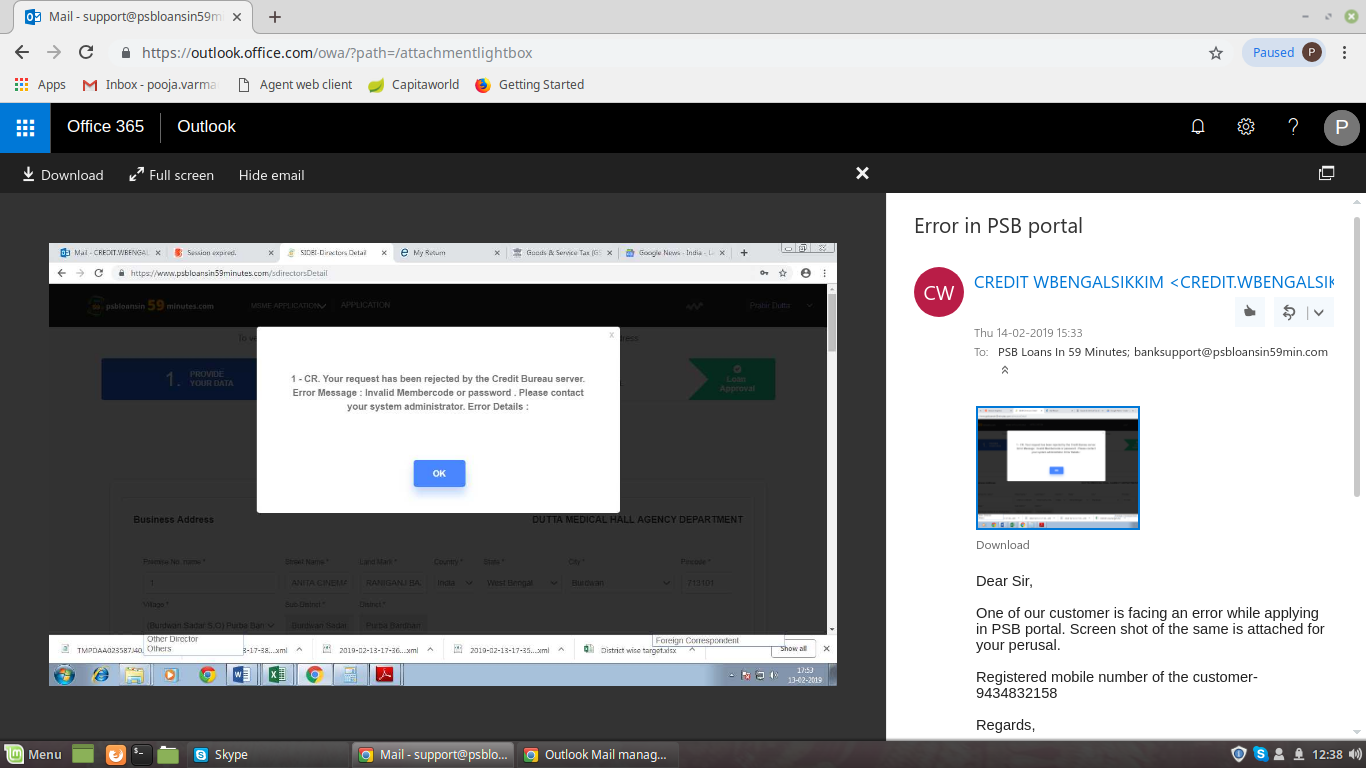 Mail - support@psbloansin59m
https://outlook.office.com/owa/?path=/attachmentlightbox
Paused P
Apps Inbox - pooja.varma Agent web client Capitaworld Getting Started
Office 365 Outlook ? P
Download Full screen Hide email
Mail - CREDIT.WBENGAL Session expired. SIDBI-Directors Detail My Return Goods & Service Tax (GS Google News - India - L
https://www.psbloansin59minutes.com/sdirectorsDetail
psbloansin 59 minutes.com MSME APPLICATION APPLICATION Dutta
1. PROVIDE
YOUR DATA
Loan
Approval
x
1 - CR. Your request has been rejected by the Credit Bureau server.
Error Message : Invalid Membercode or password . Please contact
your system administrator. Error Details :
OK
Business Address DUTTA MEDICAL HALL AGENCY DEPARTMENT
Premise No. name * Street Name * Land Mark * Country * State * City * Pincode *
1 ANITA CINEMA RANIGANJ BA India West Bengal Burdwan 713101
Village * Sub District * District *
(Burdwan Sadar S.O) Purba Bar Purba Bardhan
Other Director
Others
Foreign Correspondent
TMPDAA023587/40 3-17-38....xml 2019-02-13-17-36....xml 2019-02-13-17-35....xml District wise target.xlsx Show all
17:53
13-02-2019
Error in PSB portal
CW
CREDIT WBENGALSIKKIM <CREDIT.WBENGALSIK
Thu 14-02-2019 15:33
To: PSB Loans In 59 Minutes; banksupport@psbloansin59min.com
Download
Dear Sir,
One of our customer is facing an error while applying
in PSB portal. Screen shot of the same is attached for
your perusal.
Registered mobile number of the customer-
9434832158
Regards,
Menu Skype Mail - support@psblo... Outlook Mail manag... 12:38